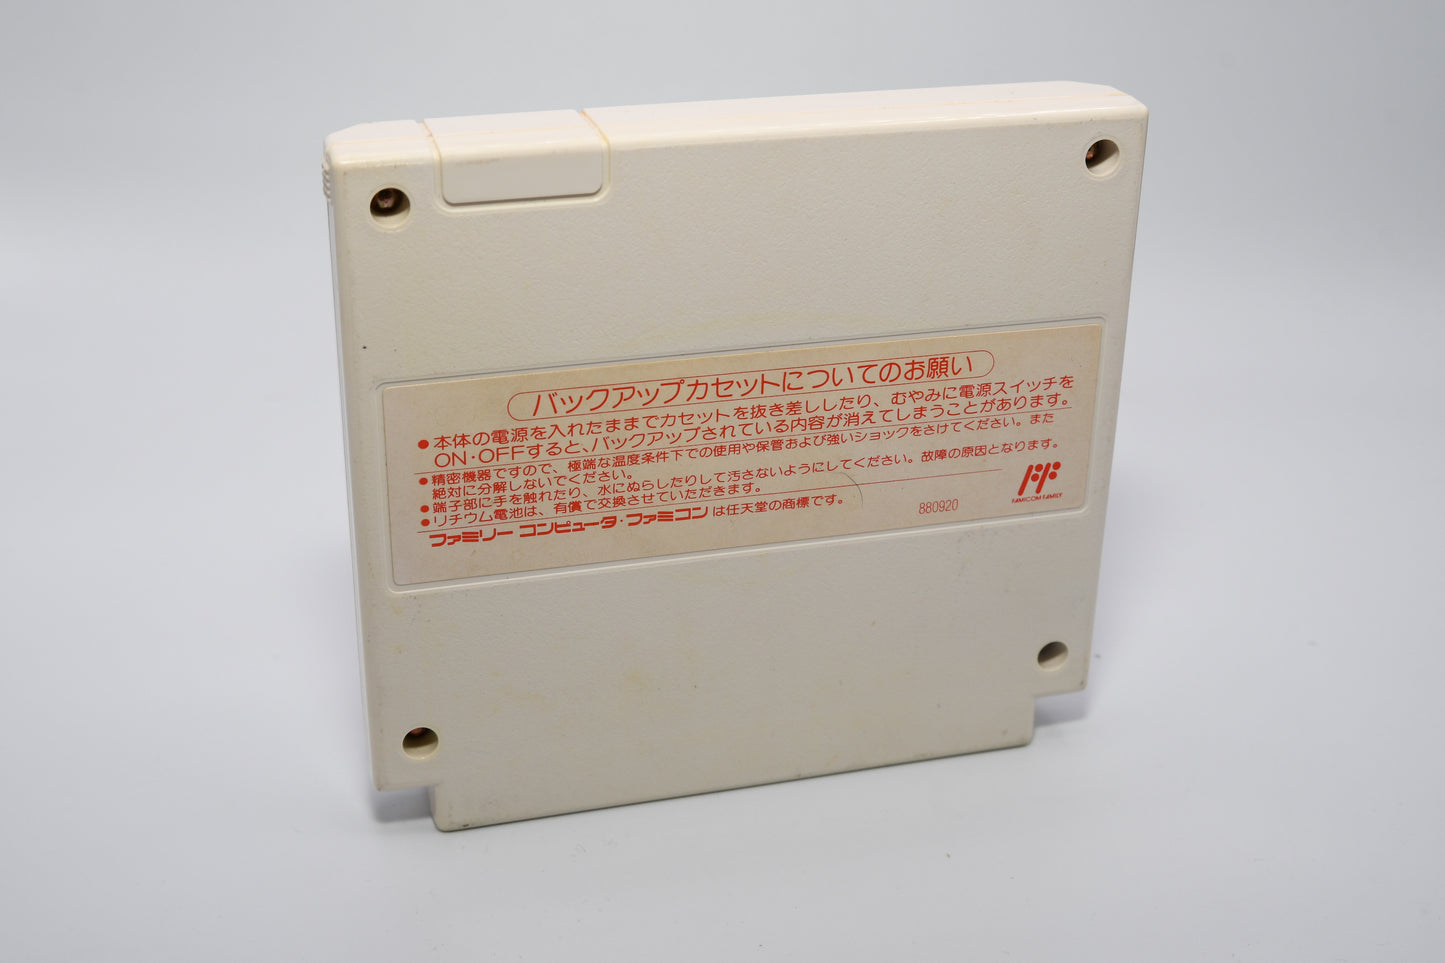 バックアップカセットについてのお願い
●本体の電源を入れたままでカセットを抜き差ししたり、むやみに電源スイッチを
ON・OFFすると、バックアップされている内容が消えてしまうことがあります。
●精密機器ですので、極端な温度条件下での使用や保管および強いショックをさけてください。また
絶対に分解しないでください。
●端子部に手を触れたり、水にぬらしたりして汚さないようにしてください。故障の原因となります。
●リチウム電池は、有償で交換させていただきます。
ファミリー コンピュータ・ファミコンは任天堂の商標です。
880920
FAMICOM FAMILY